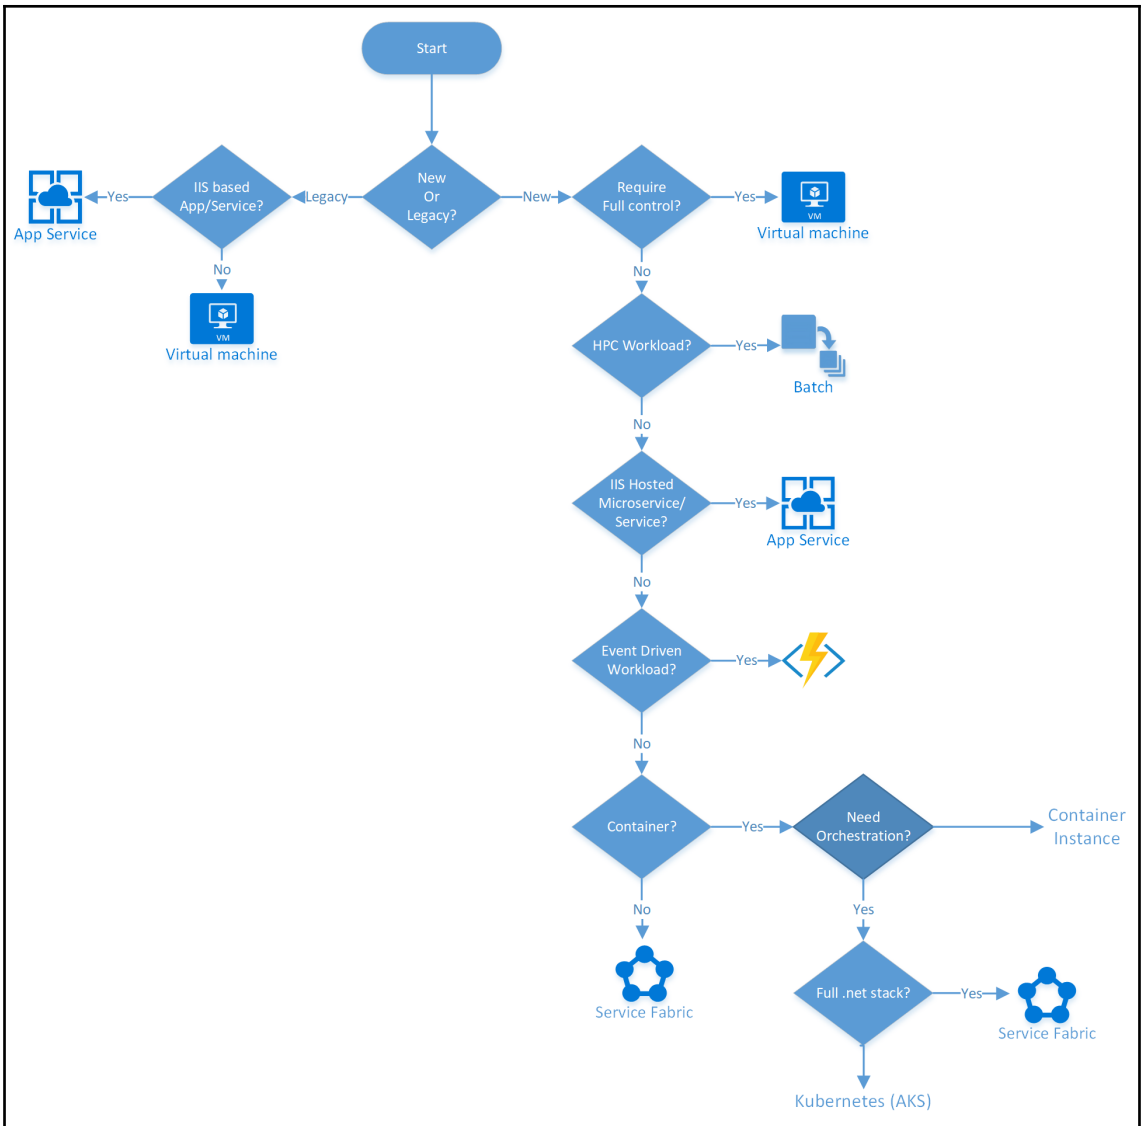 Start
New
Or
Legacy?
Legacy
New
IIS based
App/Service?
Yes
App Service
No
VM
Virtual machine
Require
Full control?
Yes
VM
Virtual machine
No
HPC Workload?
Yes
Batch
No
IIS Hosted
Microservice/
Service?
Yes
App Service
No
Event Driven
Workload?
Yes
No
Container?
Yes
Need
Orchestration?
Container
Instance
No
Service Fabric
Yes
Full .net stack?
Yes
Service Fabric
Kubernetes (AKS)